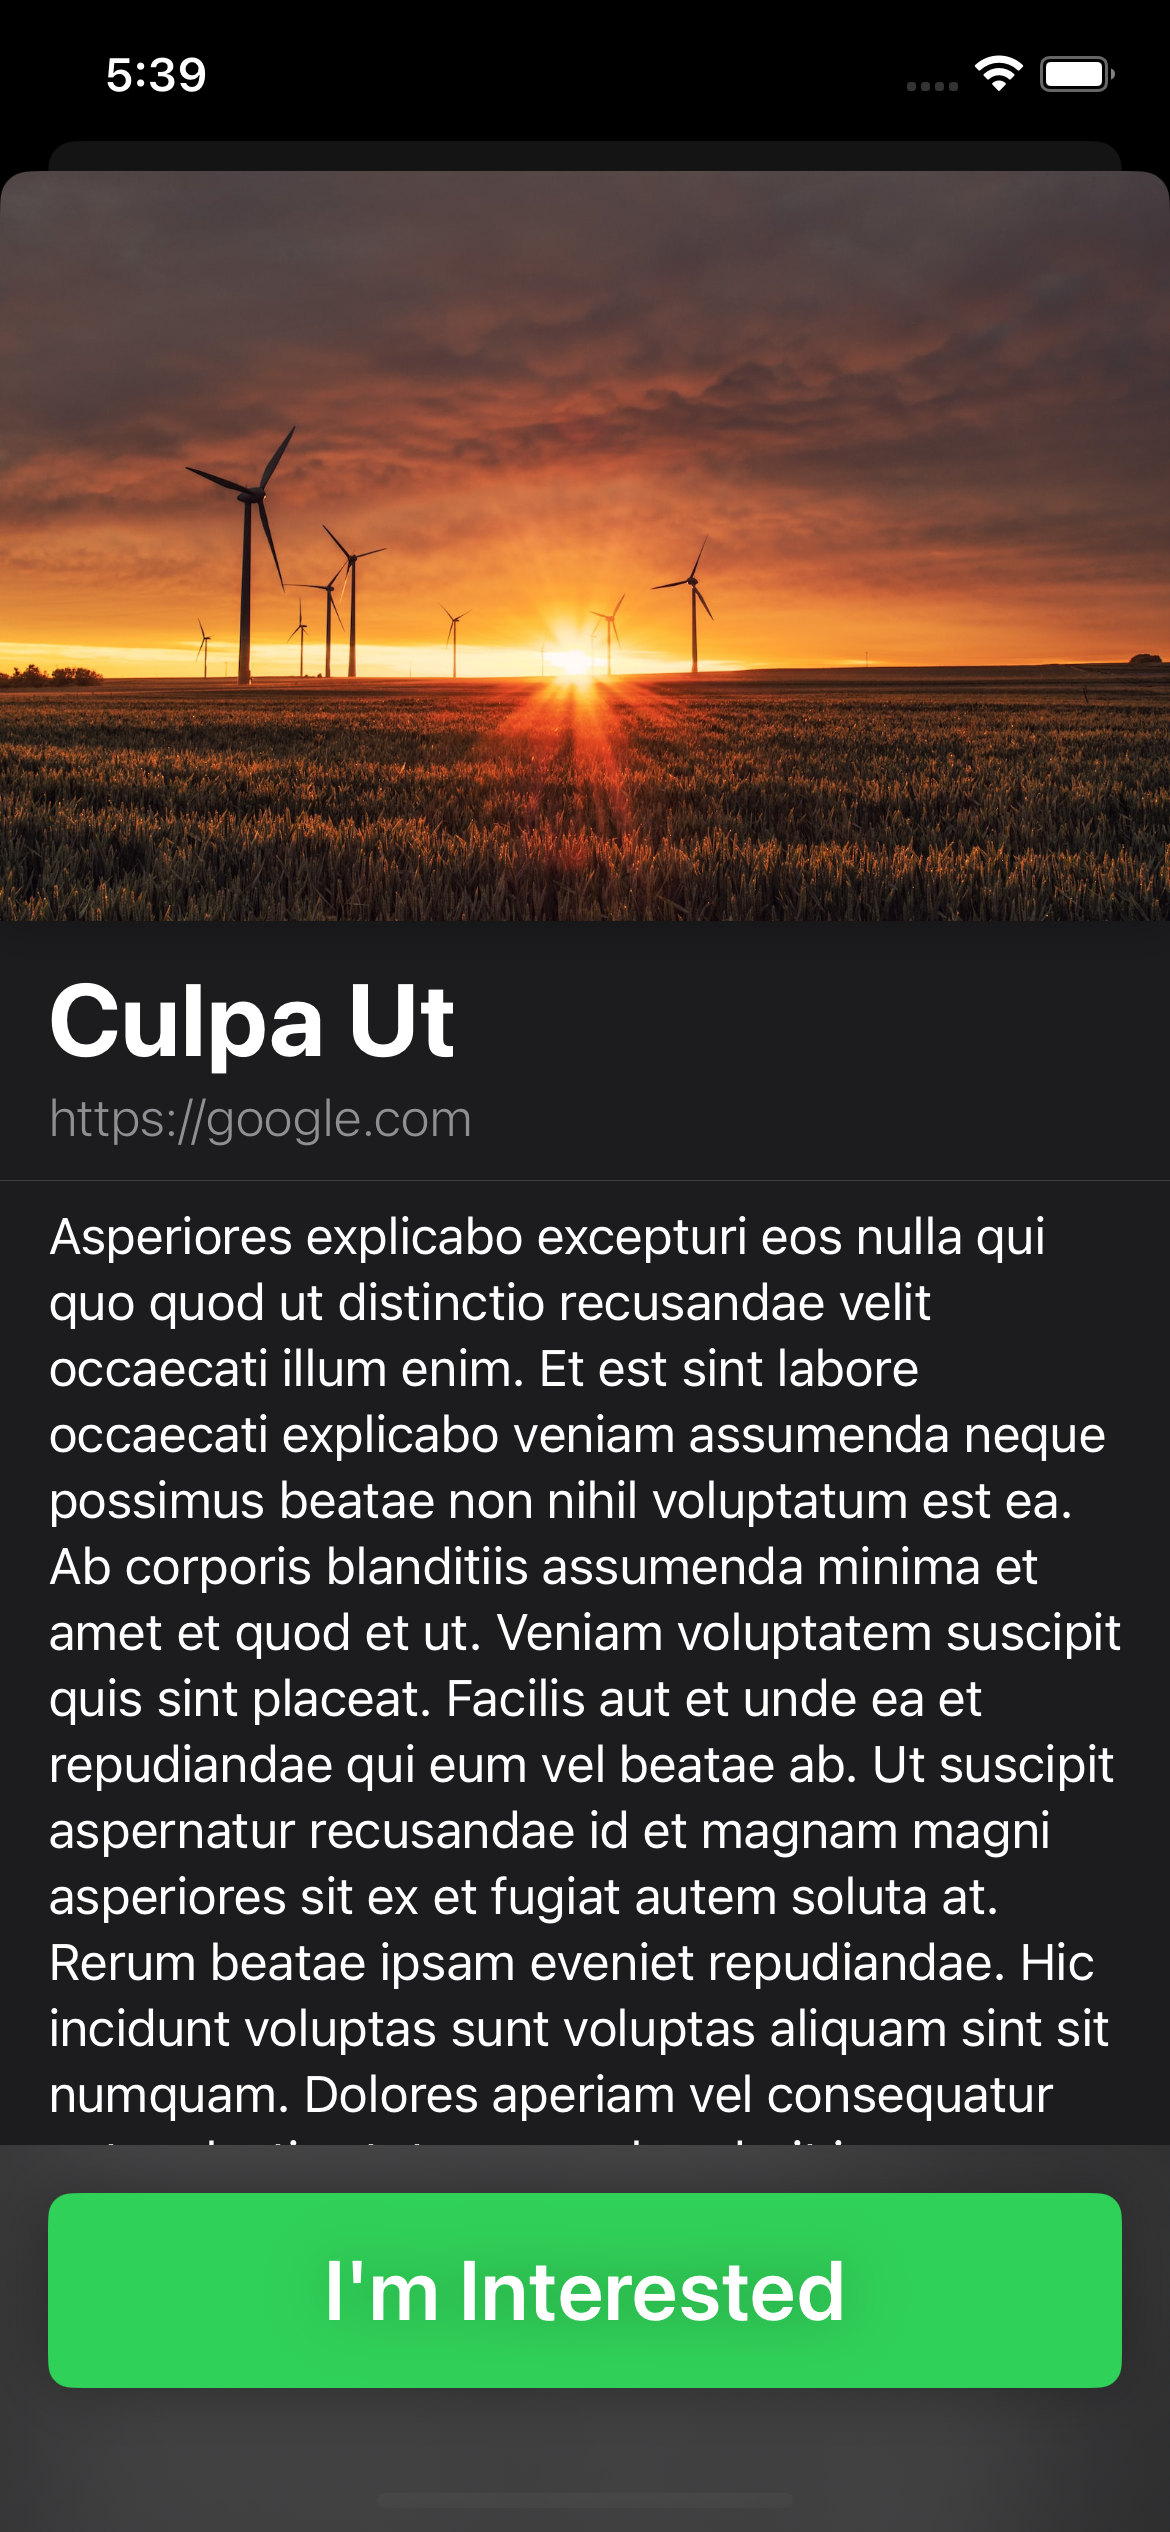 5:39
Culpa Ut
https://google.com
Asperiores explicabo excepturi eos nulla qui
quo quod ut distinctio recusandae velit
occaecati illum enim. Et est sint labore
occaecati explicabo veniam assumenda neque
possimus beatae non nihil voluptatum est ea.
Ab corporis blanditiis assumenda minima et
amet et quod et ut. Veniam voluptatem suscipit
quis sint placeat. Facilis aut et unde ea et
repudiandae qui eum vel beatae ab. Ut suscipit
aspernatur recusandae id et magnam magni
asperiores sit ex et fugiat autem soluta at.
Rerum beatae ipsam eveniet repudiandae. Hic
incidunt voluptas sunt voluptas aliquam sint sit
numquam. Dolores aperiam vel consequatur
I'm Interested